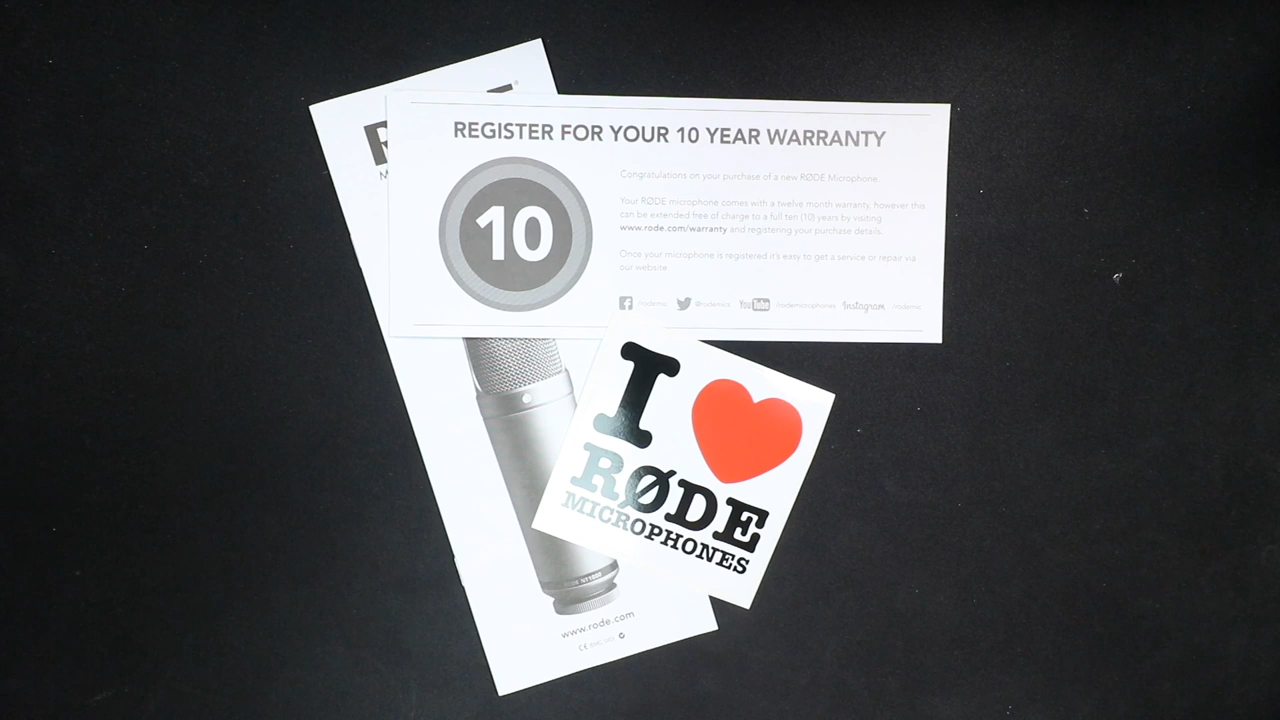 REGISTER FOR YOUR 10 YEAR WARRANTY
10
Congratulations on your purchase of a new RØDE Microphone.
Your RØDE microphone comes with a twelve month warranty, however this
can be extended free of charge to a full ten (10) years by visiting
www.rode.com/warranty and registering your purchase details.
Once your microphone is registered it's easy to get a service or repair via
our website.
/rodemic @rodemics YouTube /rodemicrophones Instagram /rodemic
I
RØDE
MICROPHONES
www.rode.com
CE